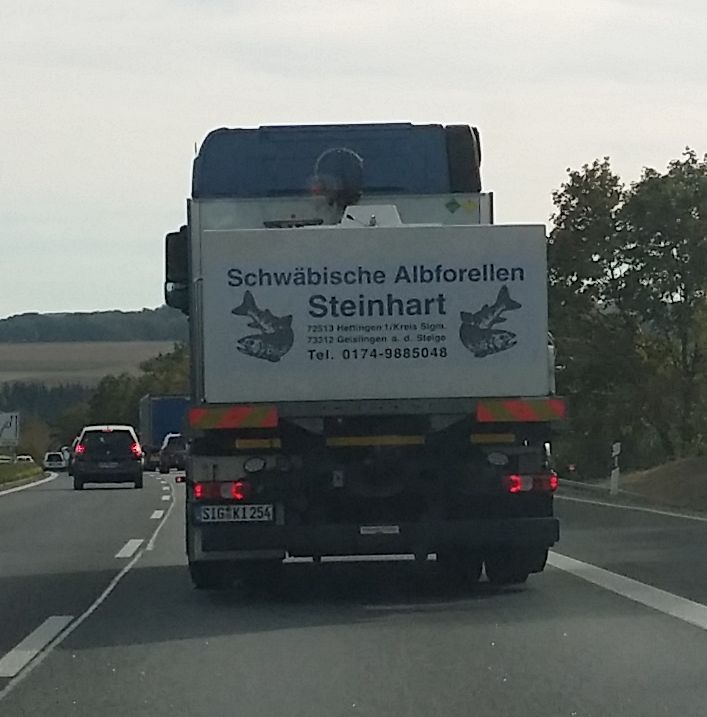 Schwäbische Albforellen
Steinhart
72513 Hettingen 1/Kreis Sigm.
73312 Geislingen a. d. Steige
Tel. 0174-9885048
SIG KI 254